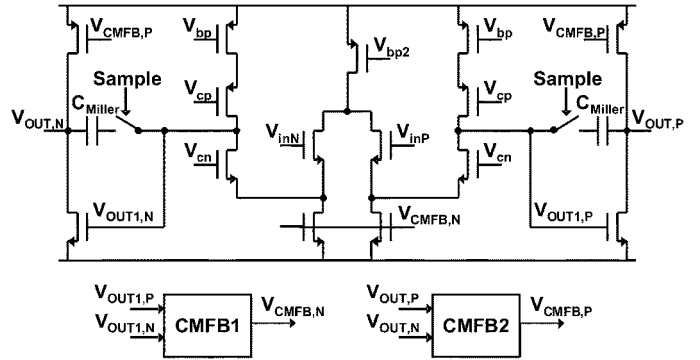 V_CMFB,P
V_bp
V_bp2
V_bp
V_CMFB,P
Sample
Sample
C_Miller
V_cp
V_cp
C_Miller
V_OUT,N
V_inN
V_inP
V_OUT,P
V_cn
V_cn
V_OUT1,N
V_CMFB,N
V_OUT1,P
V_OUT1,P
V_OUT1,N
CMFB1
V_CMFB,N
V_OUT,P
V_OUT,N
CMFB2
V_CMFB,P